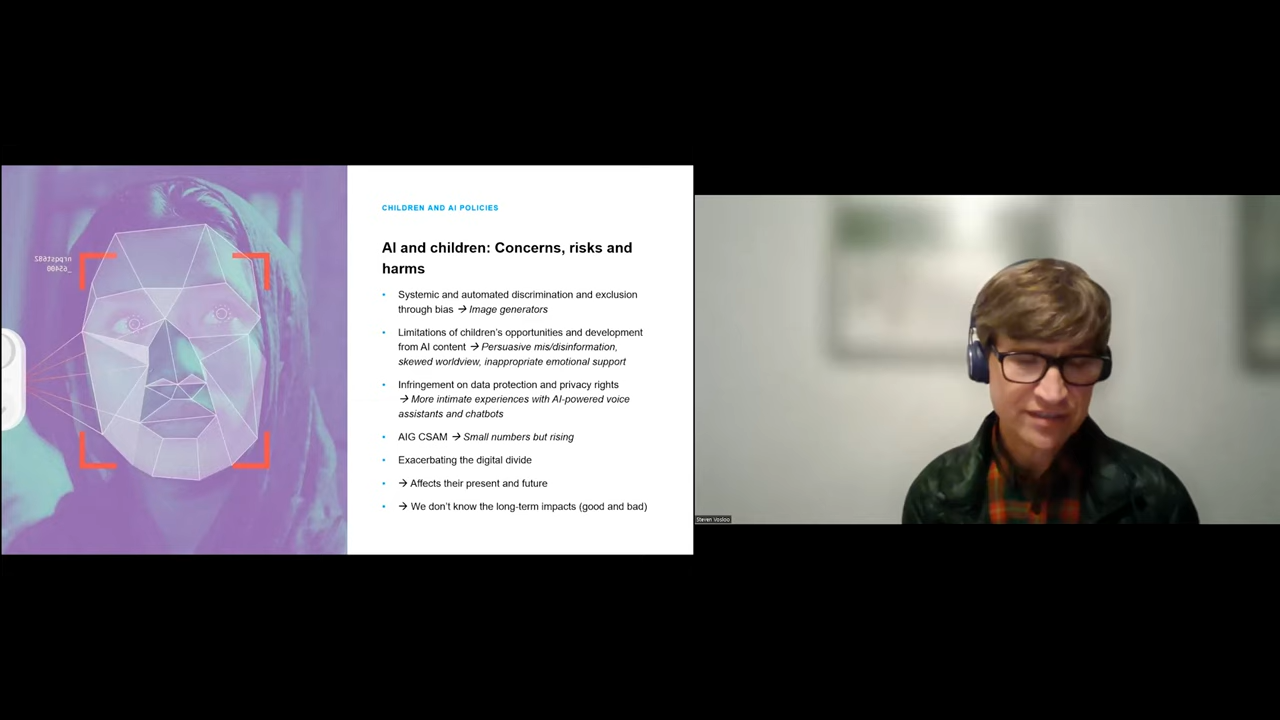 CHILDREN AND AI POLICIES
AI and children: Concerns, risks and
harms
• Systemic and automated discrimination and exclusion
through bias → Image generators
• Limitations of children's opportunities and development
from AI content → Persuasive mis/disinformation,
skewed worldview, inappropriate emotional support
• Infringement on data protection and privacy rights
→ More intimate experiences with AI-powered voice
assistants and chatbots
• AIG CSAM → Small numbers but rising
• Exacerbating the digital divide
• → Affects their present and future
• → We don't know the long-term impacts (good and bad)
Steven Vosloo